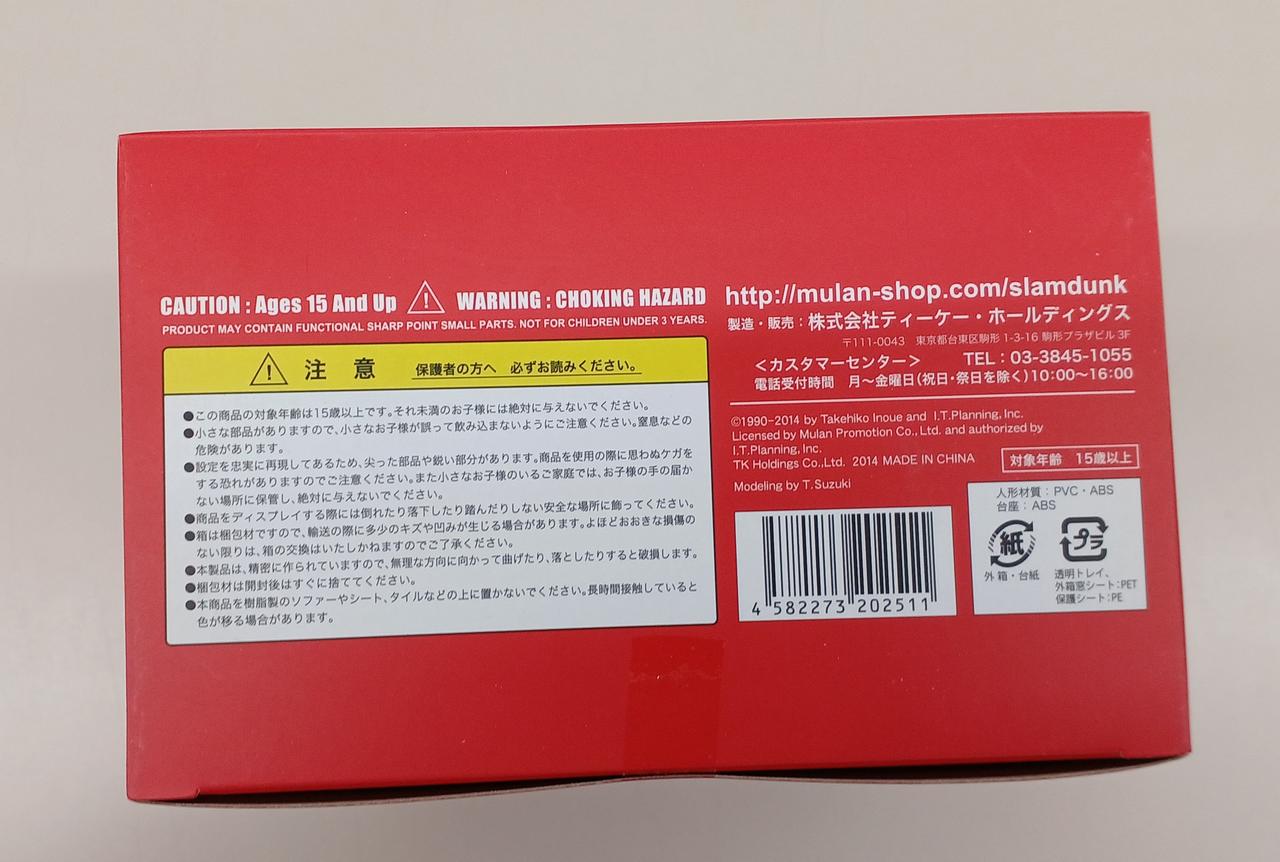 CAUTION : Ages 15 And Up WARNING : CHOKING HAZARD
PRODUCT MAY CONTAIN FUNCTIONAL SHARP POINT SMALL PARTS. NOT FOR CHILDREN UNDER 3 YEARS.
注 意 保護者の方へ 必ずお読みください。
●この商品の対象年齢は15歳以上です。それ未満のお子様には絶対に与えないでください。
●小さな部品がありますので、小さなお子様が誤って飲み込まないようにご注意ください。窒息などの
危険があります。
●設定を忠実に再現してあるため、尖った部品や鋭い部分があります。商品を使用の際に思わぬケガを
する恐れがありますのでご注意ください。また小さなお子様のいるご家庭では、お子様の手の届か
ない場所に保管し、絶対に与えないでください。
●商品をディスプレイする際には倒れたり落下したり踏んだりしない安全な場所に飾ってください。
●箱は梱包材ですので、輸送の際に多少のキズや凹みが生じる場合があります。よほどおおきな損傷の
ない限りは、箱の交換はいたしかねますのでご了承ください。
●本製品は、精密に作られていますので、無理な方向に向かって曲げたり、落としたりすると破損します。
●梱包材は開封後はすぐに捨ててください。
●本商品を樹脂製のソファーやシート、タイルなどの上に置かないでください。長時間接触していると
色が移る場合があります。
http://mulan-shop.com/slamdunk
製造・販売：株式会社ティーケー・ホールディングス
〒111-0043 東京都台東区駒形 1-3-16 駒形プラザビル 3F
＜カスタマーセンター＞ TEL：03-3845-1055
電話受付時間 月～金曜日(祝日・祭日を除く)10:00～16:00
©1990-2014 by Takehiko Inoue and I.T.Planning, Inc.
Licensed by Mulan Promotion Co., Ltd. and authorized by
I.T.Planning, Inc.
TK Holdings Co.,Ltd. 2014 MADE IN CHINA
対象年齢 15歳以上
Modeling by T.Suzuki
4 582273 202511
人形材質：PVC・ABS
台座：ABS
紙
プラ
外箱・台紙
透明トレイ、
外箱窓シート：PET
保護シート：PE